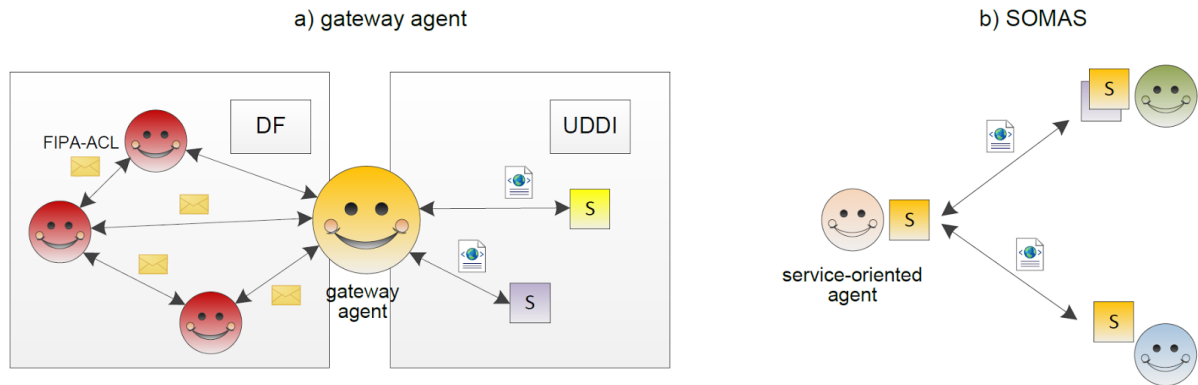 a) gateway agent
b) SOMAS
DF
UDDI
FIPA-ACL
S
S
gateway
agent
S
S
service-oriented
agent
S